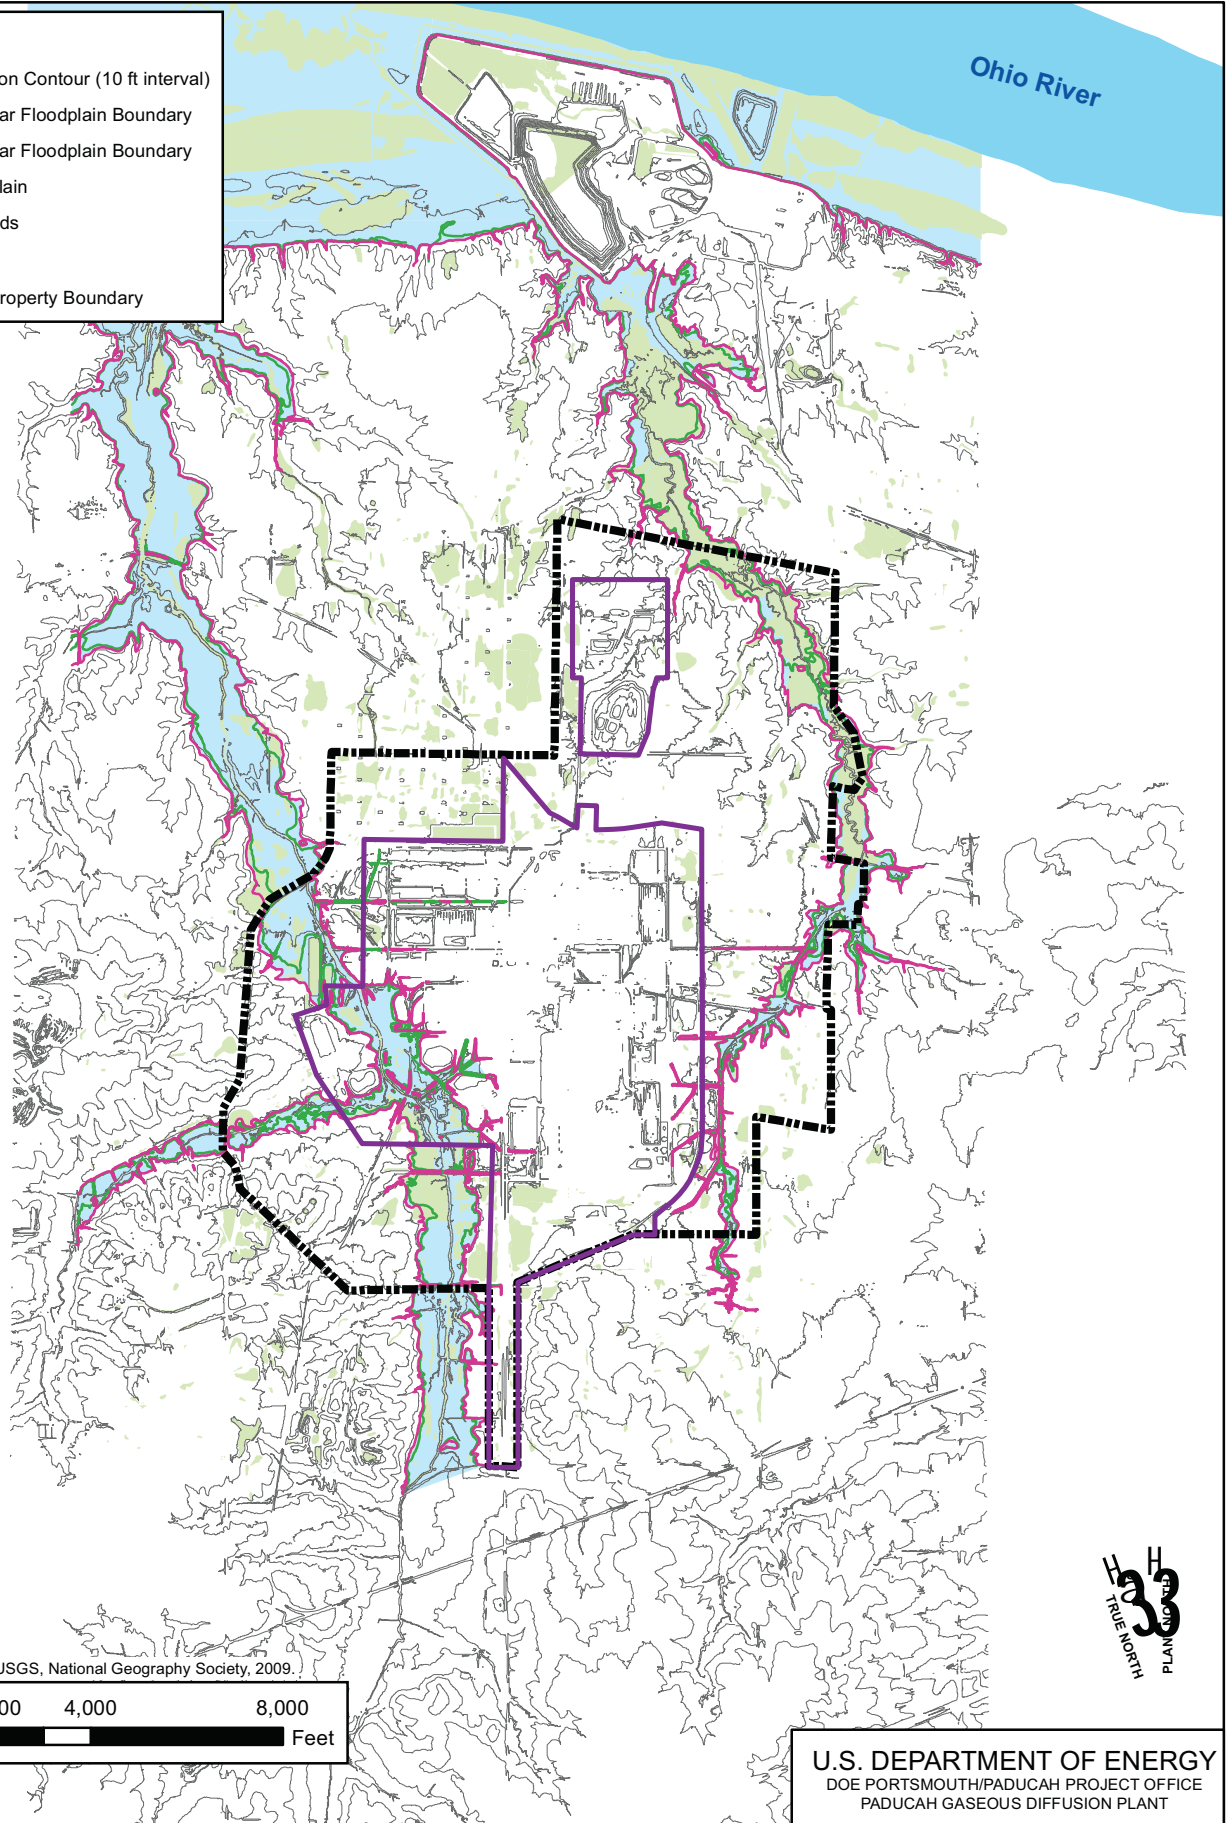 on Contour (10 ft interval)
ar Floodplain Boundary
ar Floodplain Boundary
lain
ds
roperty Boundary
Ohio River
TRUE NORTH
PLANT NORTH
USGS, National Geography Society, 2009.
00 4,000 8,000
Feet
U.S. DEPARTMENT OF ENERGY
DOE PORTSMOUTH/PADUCAH PROJECT OFFICE
PADUCAH GASEOUS DIFFUSION PLANT